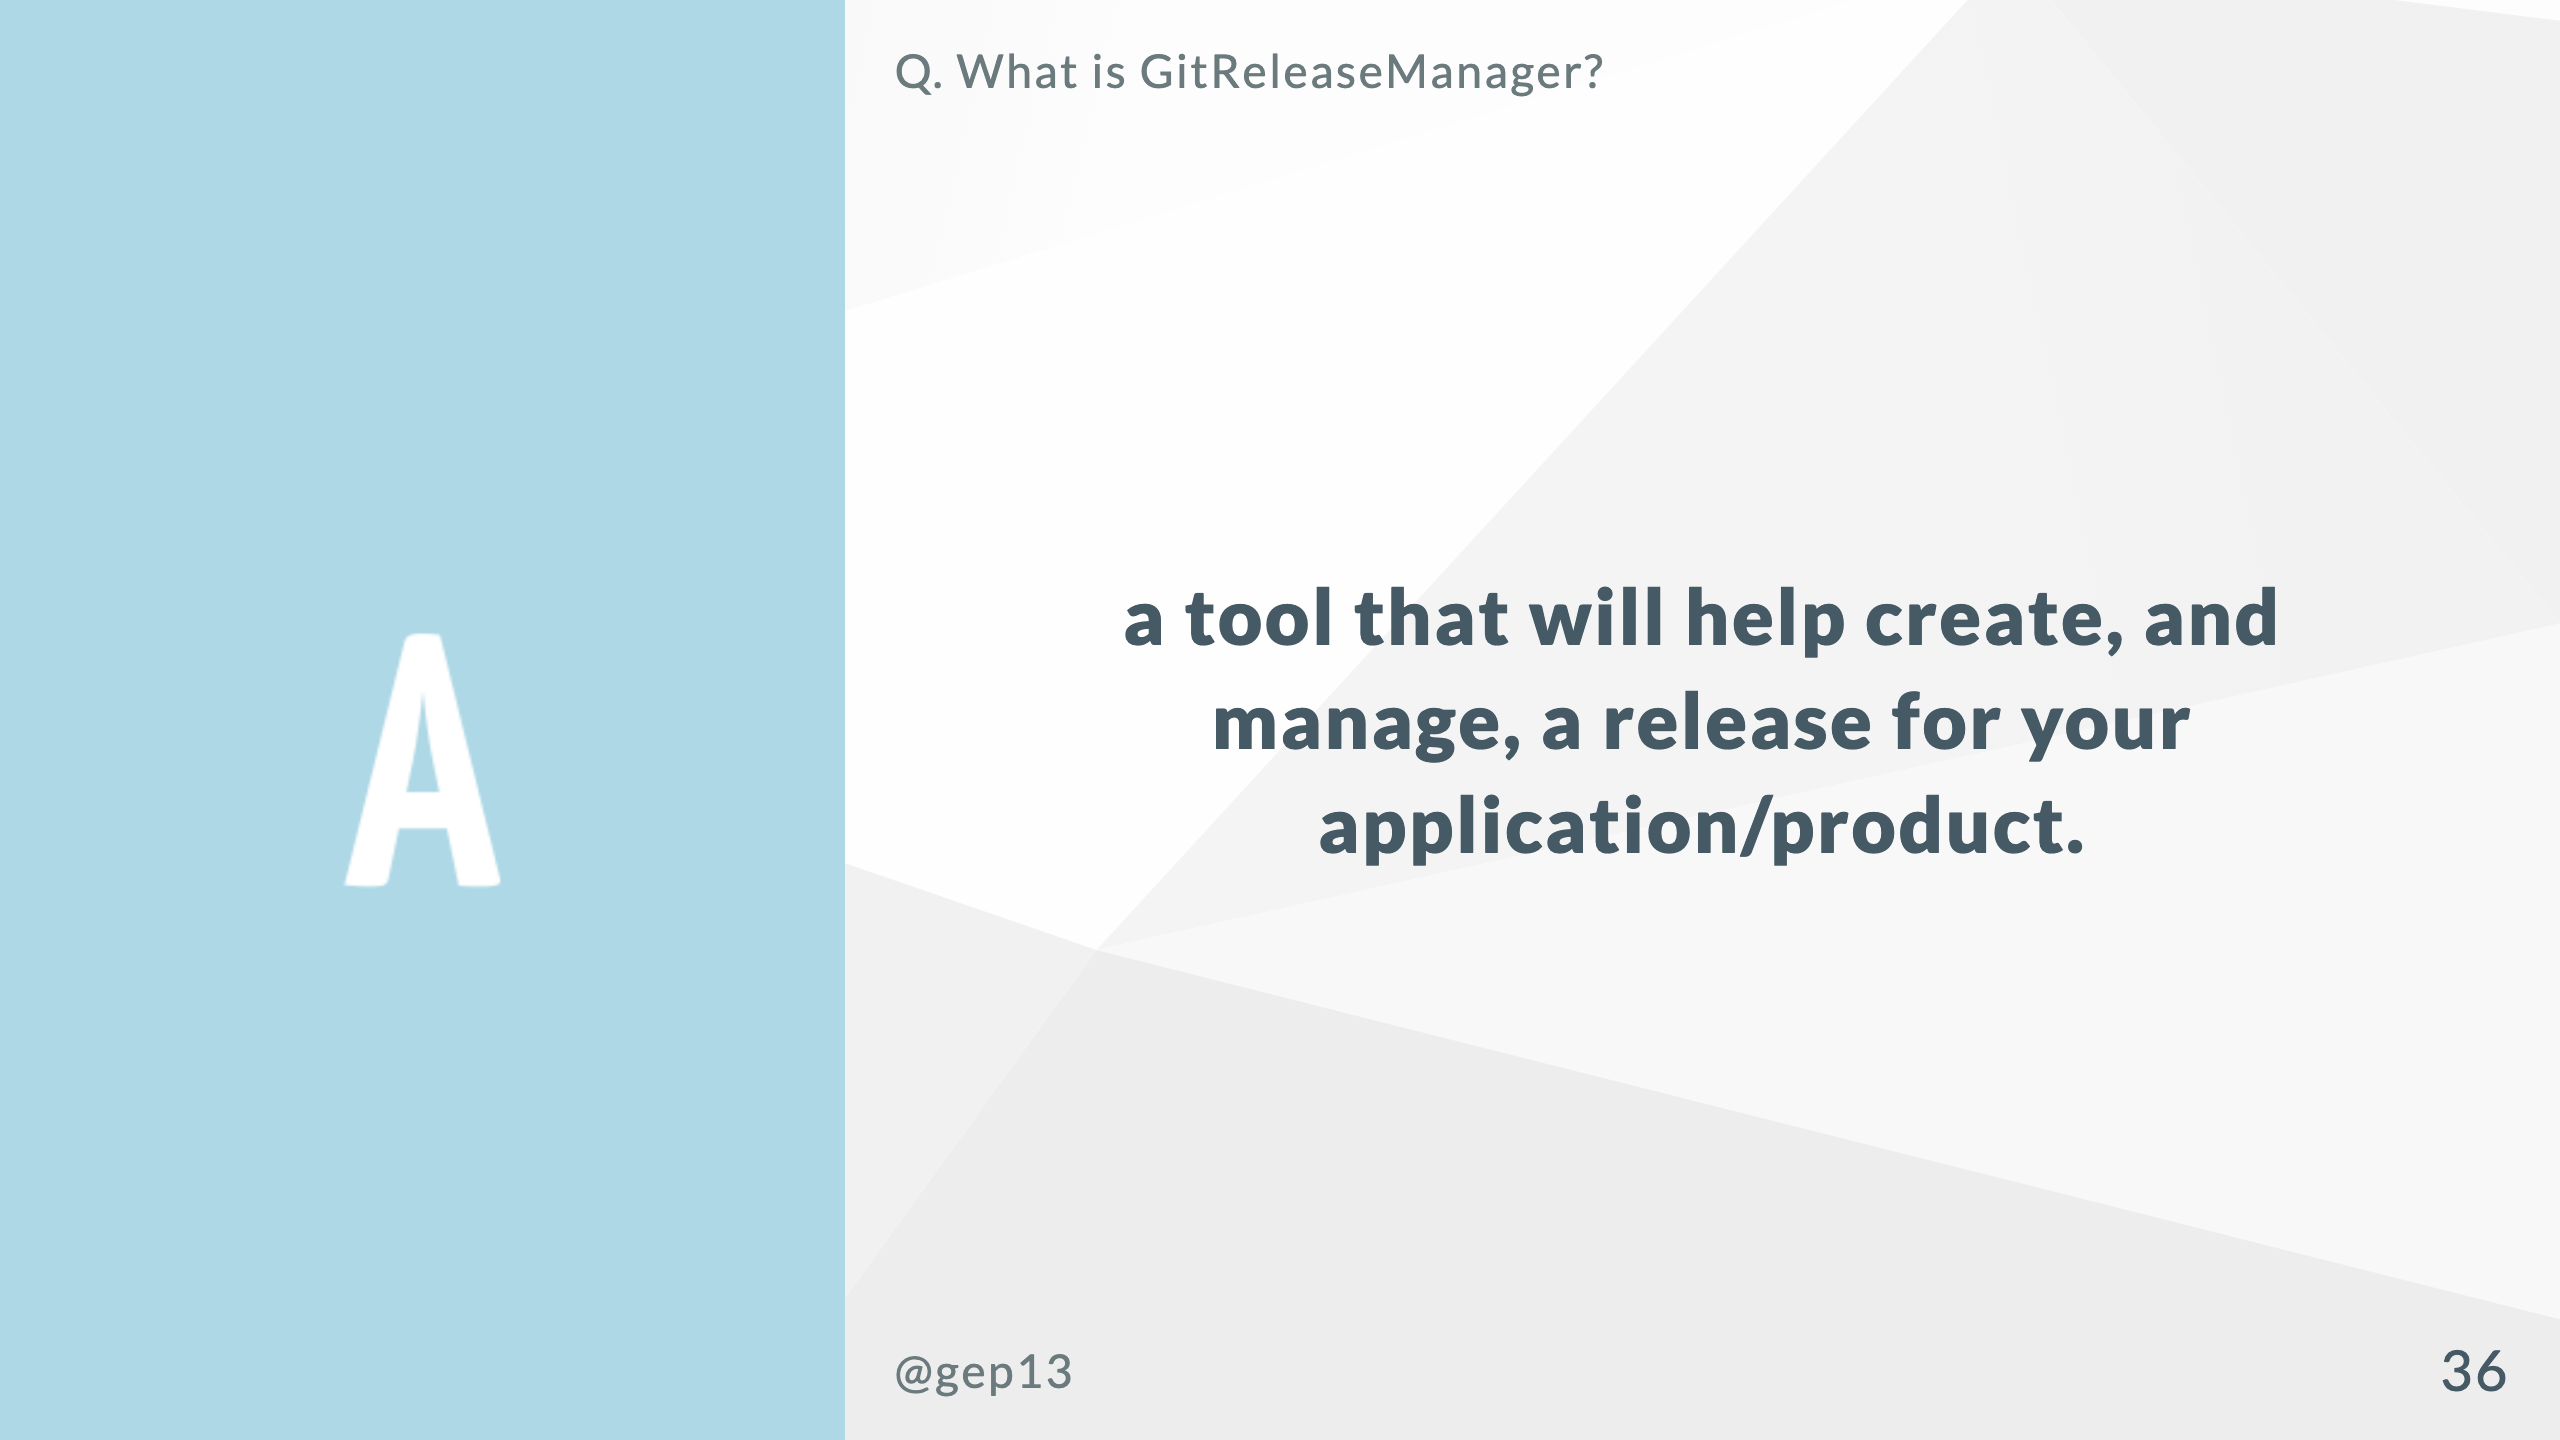 A
Q. What is GitReleaseManager?
a tool that will help create, and
manage, a release for your
application/product.
@gep13
36